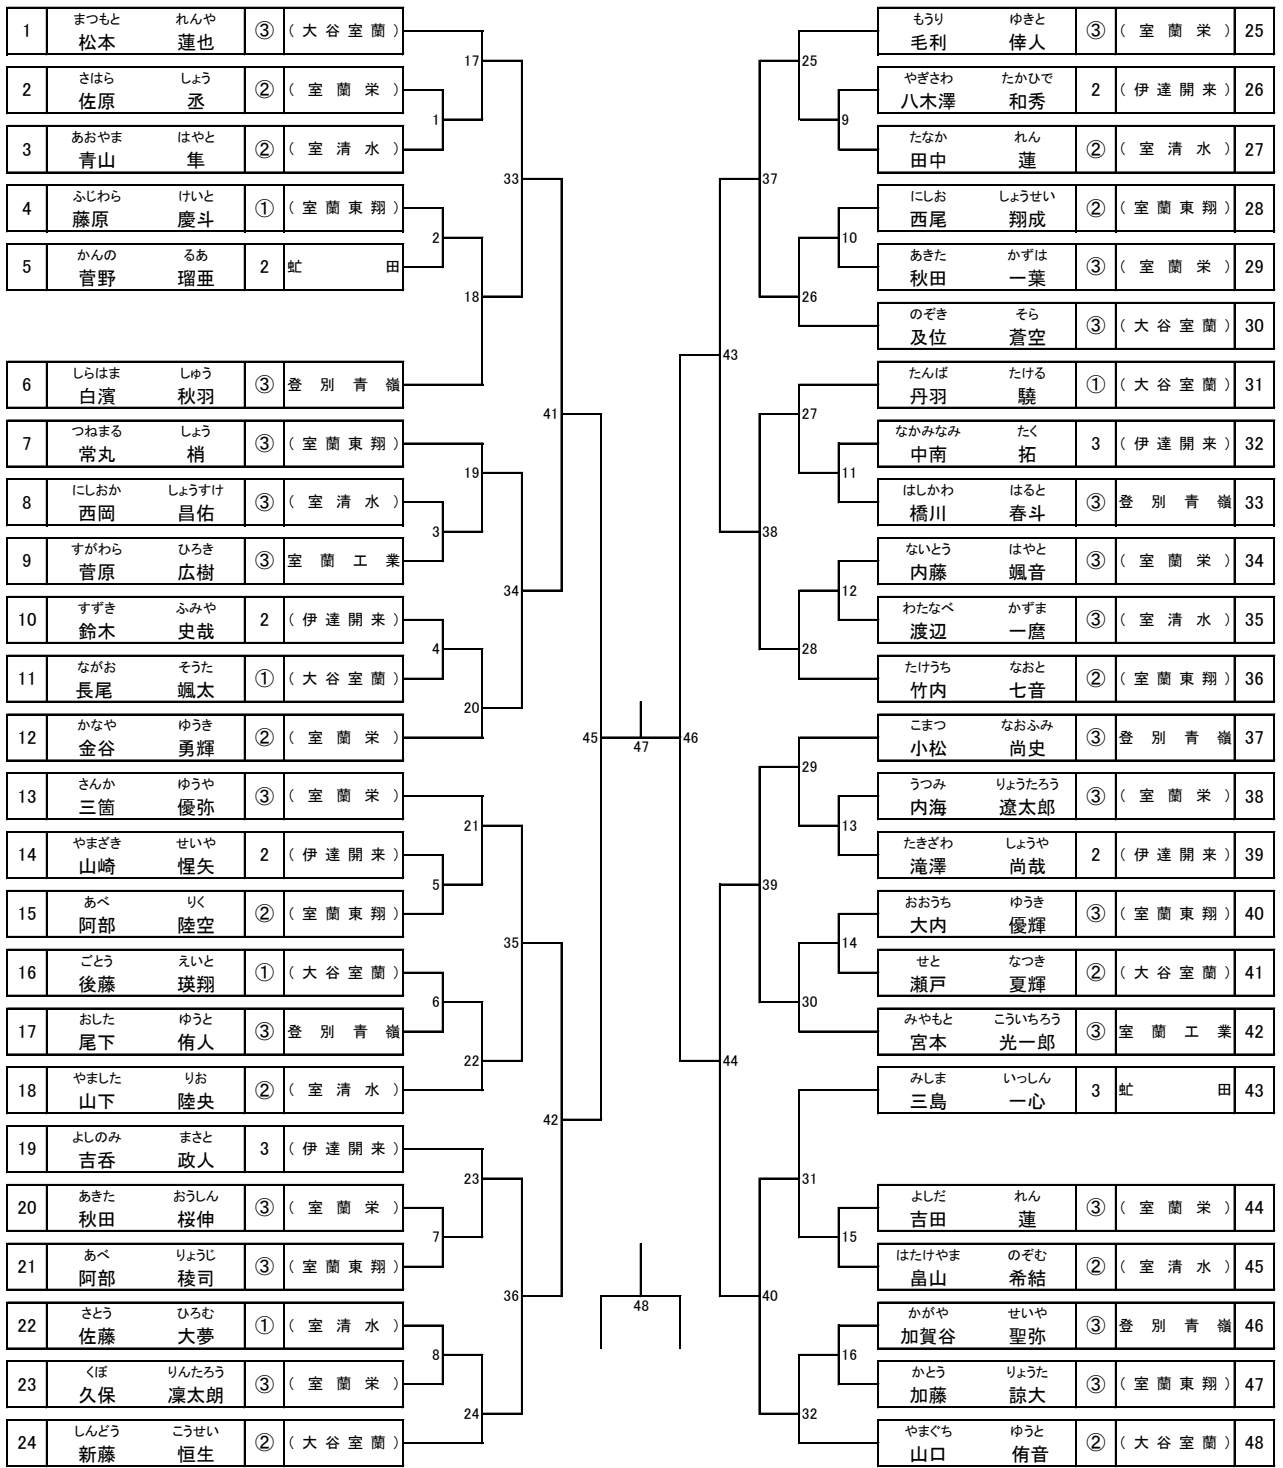 まつもと れんや
1 松本 蓮也 ③ (大谷室蘭)
さはら しょう
2 佐原 丞 ② (室蘭栄)
あおやま はやと
3 青山 隼 ② (室清水)
ふじわら けいと
4 藤原 慶斗 ① (室蘭東翔)
かんの るあ
5 菅野 瑠亜 2 虻田
しらはま しゅう
6 白濱 秋羽 ③ 登別青嶺
つねまる しょう
7 常丸 梢 ③ (室蘭東翔)
にしおか しょうすけ
8 西岡 昌佑 ③ (室清水)
すがわら ひろき
9 菅原 広樹 ③ 室蘭工業
すずき ふみや
10 鈴木 史哉 2 (伊達開来)
ながお そうた
11 長尾 颯太 ① (大谷室蘭)
かなや ゆうき
12 金谷 勇輝 ② (室蘭栄)
さんか ゆうや
13 三箇 優弥 ③ (室蘭栄)
やまざき せいや
14 山崎 惺矢 2 (伊達開来)
あべ りく
15 阿部 陸空 ② (室蘭東翔)
ごとう えいと
16 後藤 瑛翔 ① (大谷室蘭)
おした ゆうと
17 尾下 侑人 ③ 登別青嶺
やました りお
18 山下 陸央 ② (室清水)
よしのみ まさと
19 吉呑 政人 3 (伊達開来)
あきた おうしん
20 秋田 桜伸 ③ (室蘭栄)
あべ りょうじ
21 阿部 稜司 ③ (室蘭東翔)
さとう ひろむ
22 佐藤 大夢 ① (室清水)
くぼ りんたろう
23 久保 凜太朗 ③ (室蘭栄)
しんどう こうせい
24 新藤 恒生 ② (大谷室蘭)
1
2
3
4
5
6
7
8
17
18
19
20
21
22
23
24
33
34
35
36
41
42
45
47
48
46
43
44
37
38
39
40
25
26
27
28
29
30
31
32
9
10
11
12
13
14
15
16
もうり ゆきと
毛利 倖人 ③ (室蘭栄) 25
やぎさわ たかひで
八木澤 和秀 2 (伊達開来) 26
たなか れん
田中 蓮 ② (室清水) 27
にしお しょうせい
西尾 翔成 ② (室蘭東翔) 28
あきた かずは
秋田 一葉 ③ (室蘭栄) 29
のぞき そら
及位 蒼空 ③ (大谷室蘭) 30
たんば たける
丹羽 驍 ① (大谷室蘭) 31
なかみなみ たく
中南 拓 3 (伊達開来) 32
はしかわ はると
橋川 春斗 ③ 登別青嶺 33
ないとう はやと
内藤 颯音 ③ (室蘭栄) 34
わたなべ かずま
渡辺 一麿 ③ (室清水) 35
たけうち なおと
竹内 七音 ② (室蘭東翔) 36
こまつ なおふみ
小松 尚史 ③ 登別青嶺 37
うつみ りょうたろう
内海 遼太郎 ③ (室蘭栄) 38
たきざわ しょうや
滝澤 尚哉 2 (伊達開来) 39
おおうち ゆうき
大内 優輝 ③ (室蘭東翔) 40
せと なつき
瀬戸 夏輝 ② (大谷室蘭) 41
みやもと こういちろう
宮本 光一郎 ③ 室蘭工業 42
みしま いっしん
三島 一心 3 虻田 43
よしだ れん
吉田 蓮 ③ (室蘭栄) 44
はたけやま のぞむ
畠山 希結 ② (室清水) 45
かがや せいや
加賀谷 聖弥 ③ 登別青嶺 46
かとう りょうた
加藤 諒大 ③ (室蘭東翔) 47
やまぐち ゆうと
山口 侑音 ② (大谷室蘭) 48